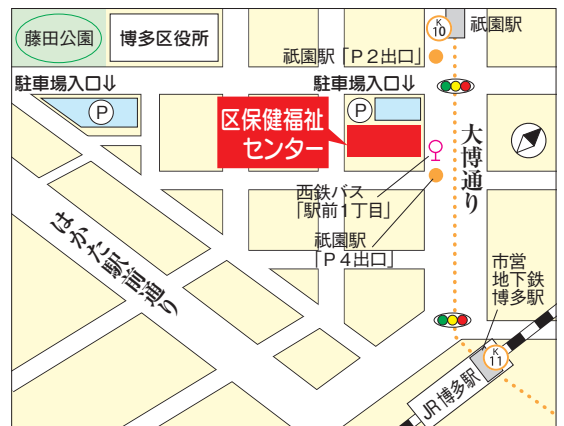 藤田公園
博多区役所
K
10
祇園駅
祇園駅「P2出口」
駐車場入口⇩
駐車場入口⇩
P
P
区保健福祉
センター
大博通り
西鉄バス
「駅前1丁目」
祇園駅
「P4出口」
はかた駅前通り
市営
地下鉄
博多駅
K
11
JR博多駅